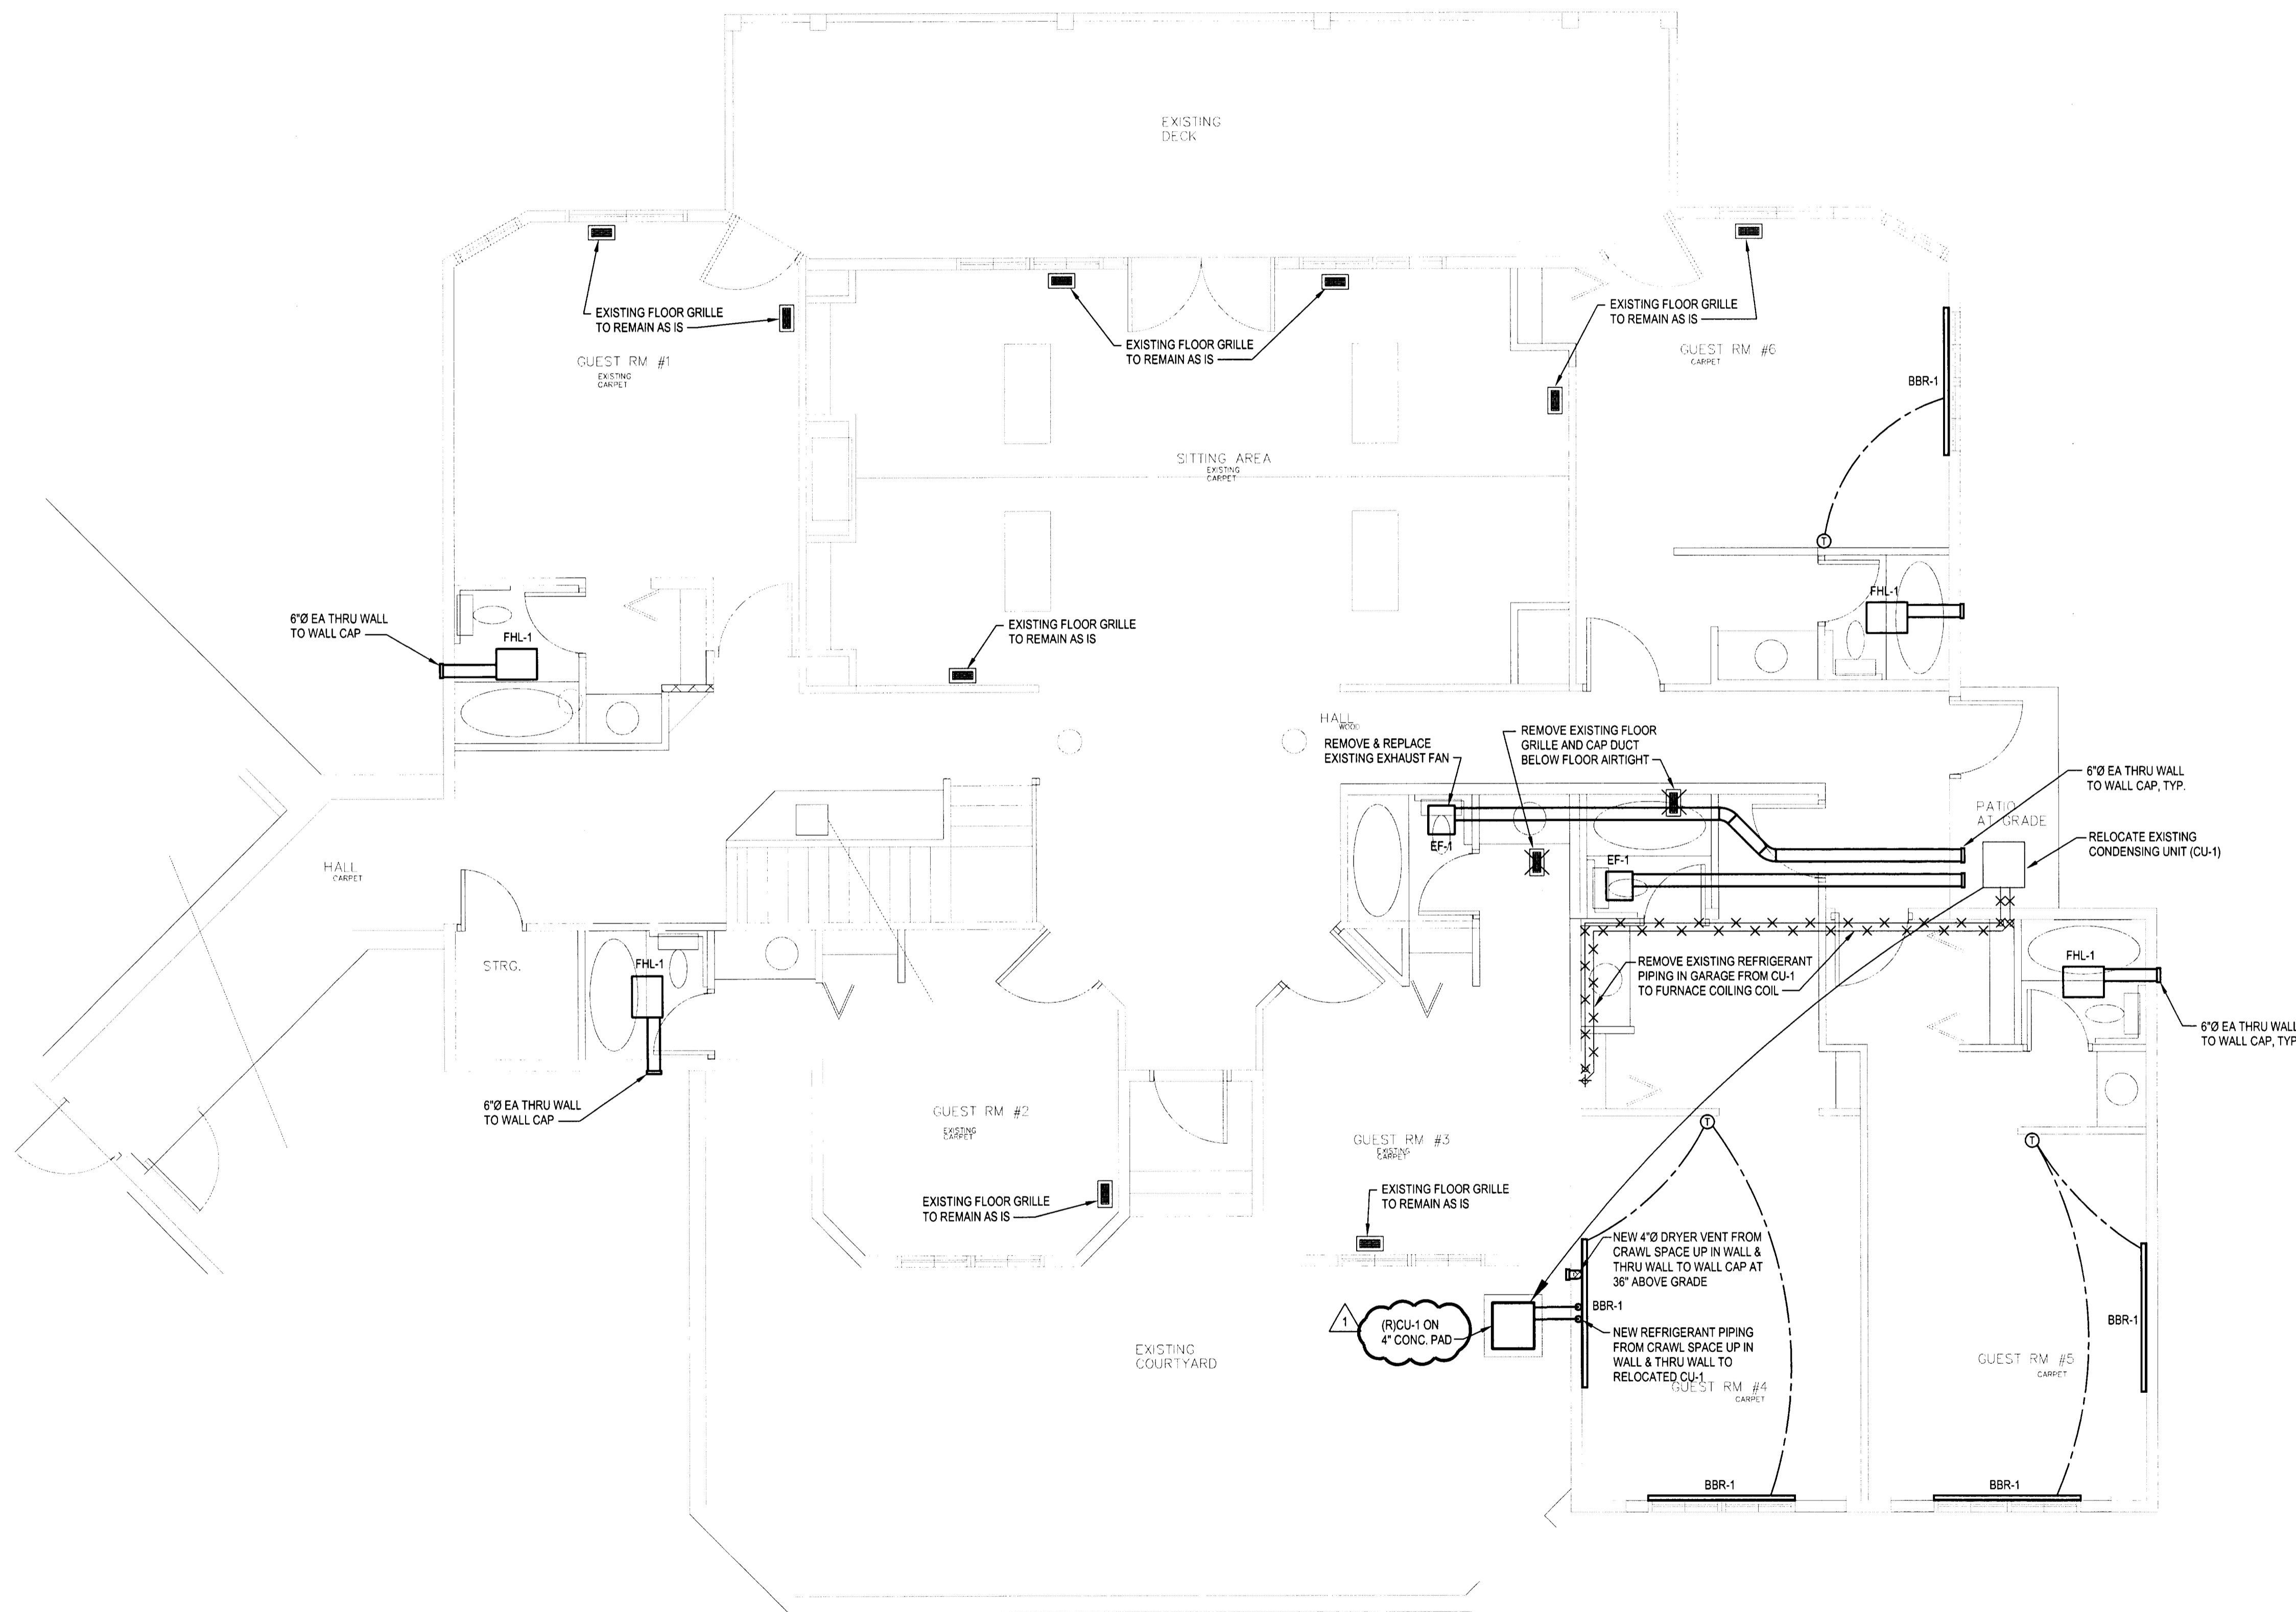 EXISTING
DECK
EXISTING FLOOR GRILLE
TO REMAIN AS IS
GUEST RM #1
EXISTING
CARPET
EXISTING FLOOR GRILLE
TO REMAIN AS IS
EXISTING FLOOR GRILLE
TO REMAIN AS IS
GUEST RM #6
CARPET
BBR-1
SITTING AREA
EXISTING
CARPET
T
6"Ø EA THRU WALL
TO WALL CAP
FHL-1
EXISTING FLOOR GRILLE
TO REMAIN AS IS
FHL-1
HALL
WOOD
REMOVE & REPLACE
EXISTING EXHAUST FAN
REMOVE EXISTING FLOOR
GRILLE AND CAP DUCT
BELOW FLOOR AIRTIGHT
6"Ø EA THRU WALL
TO WALL CAP, TYP.
PATIO
AT GRADE
RELOCATE EXISTING
CONDENSING UNIT (CU-1)
EF-1
EF-1
HALL
CARPET
STRG.
FHL-1
REMOVE EXISTING REFRIGERANT
PIPING IN GARAGE FROM CU-1
TO FURNACE COILING COIL
FHL-1
6"Ø EA THRU WALL
TO WALL CAP, TYP
6"Ø EA THRU WALL
TO WALL CAP
GUEST RM #2
EXISTING
CARPET
GUEST RM #3
EXISTING
CARPET
T
T
EXISTING FLOOR GRILLE
TO REMAIN AS IS
EXISTING FLOOR GRILLE
TO REMAIN AS IS
NEW 4"Ø DRYER VENT FROM
CRAWL SPACE UP IN WALL &
THRU WALL TO WALL CAP AT
36" ABOVE GRADE
BBR-1
1
(R)CU-1 ON
4" CONC. PAD
NEW REFRIGERANT PIPING
FROM CRAWL SPACE UP IN
WALL & THRU WALL TO
RELOCATED CU-1
BBR-1
EXISTING
COURTYARD
GUEST RM #4
CARPET
GUEST RM #5
CARPET
BBR-1
BBR-1